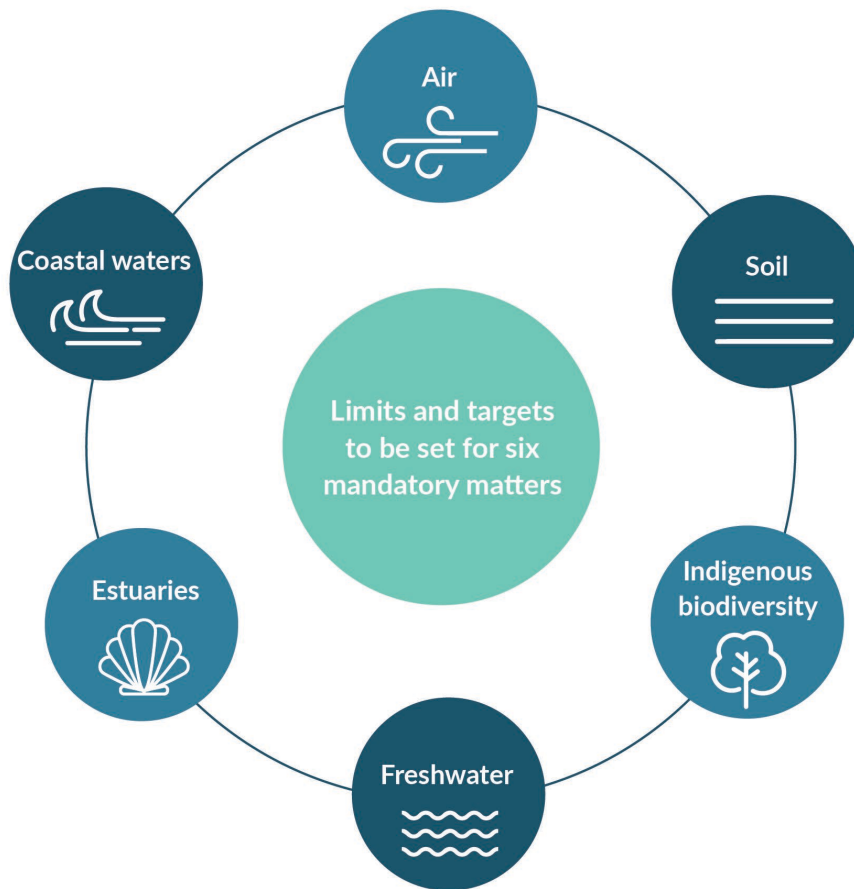 Air
Coastal waters
Soil
Limits and targets
to be set for six
mandatory matters
Estuaries
Indigenous
biodiversity
Freshwater